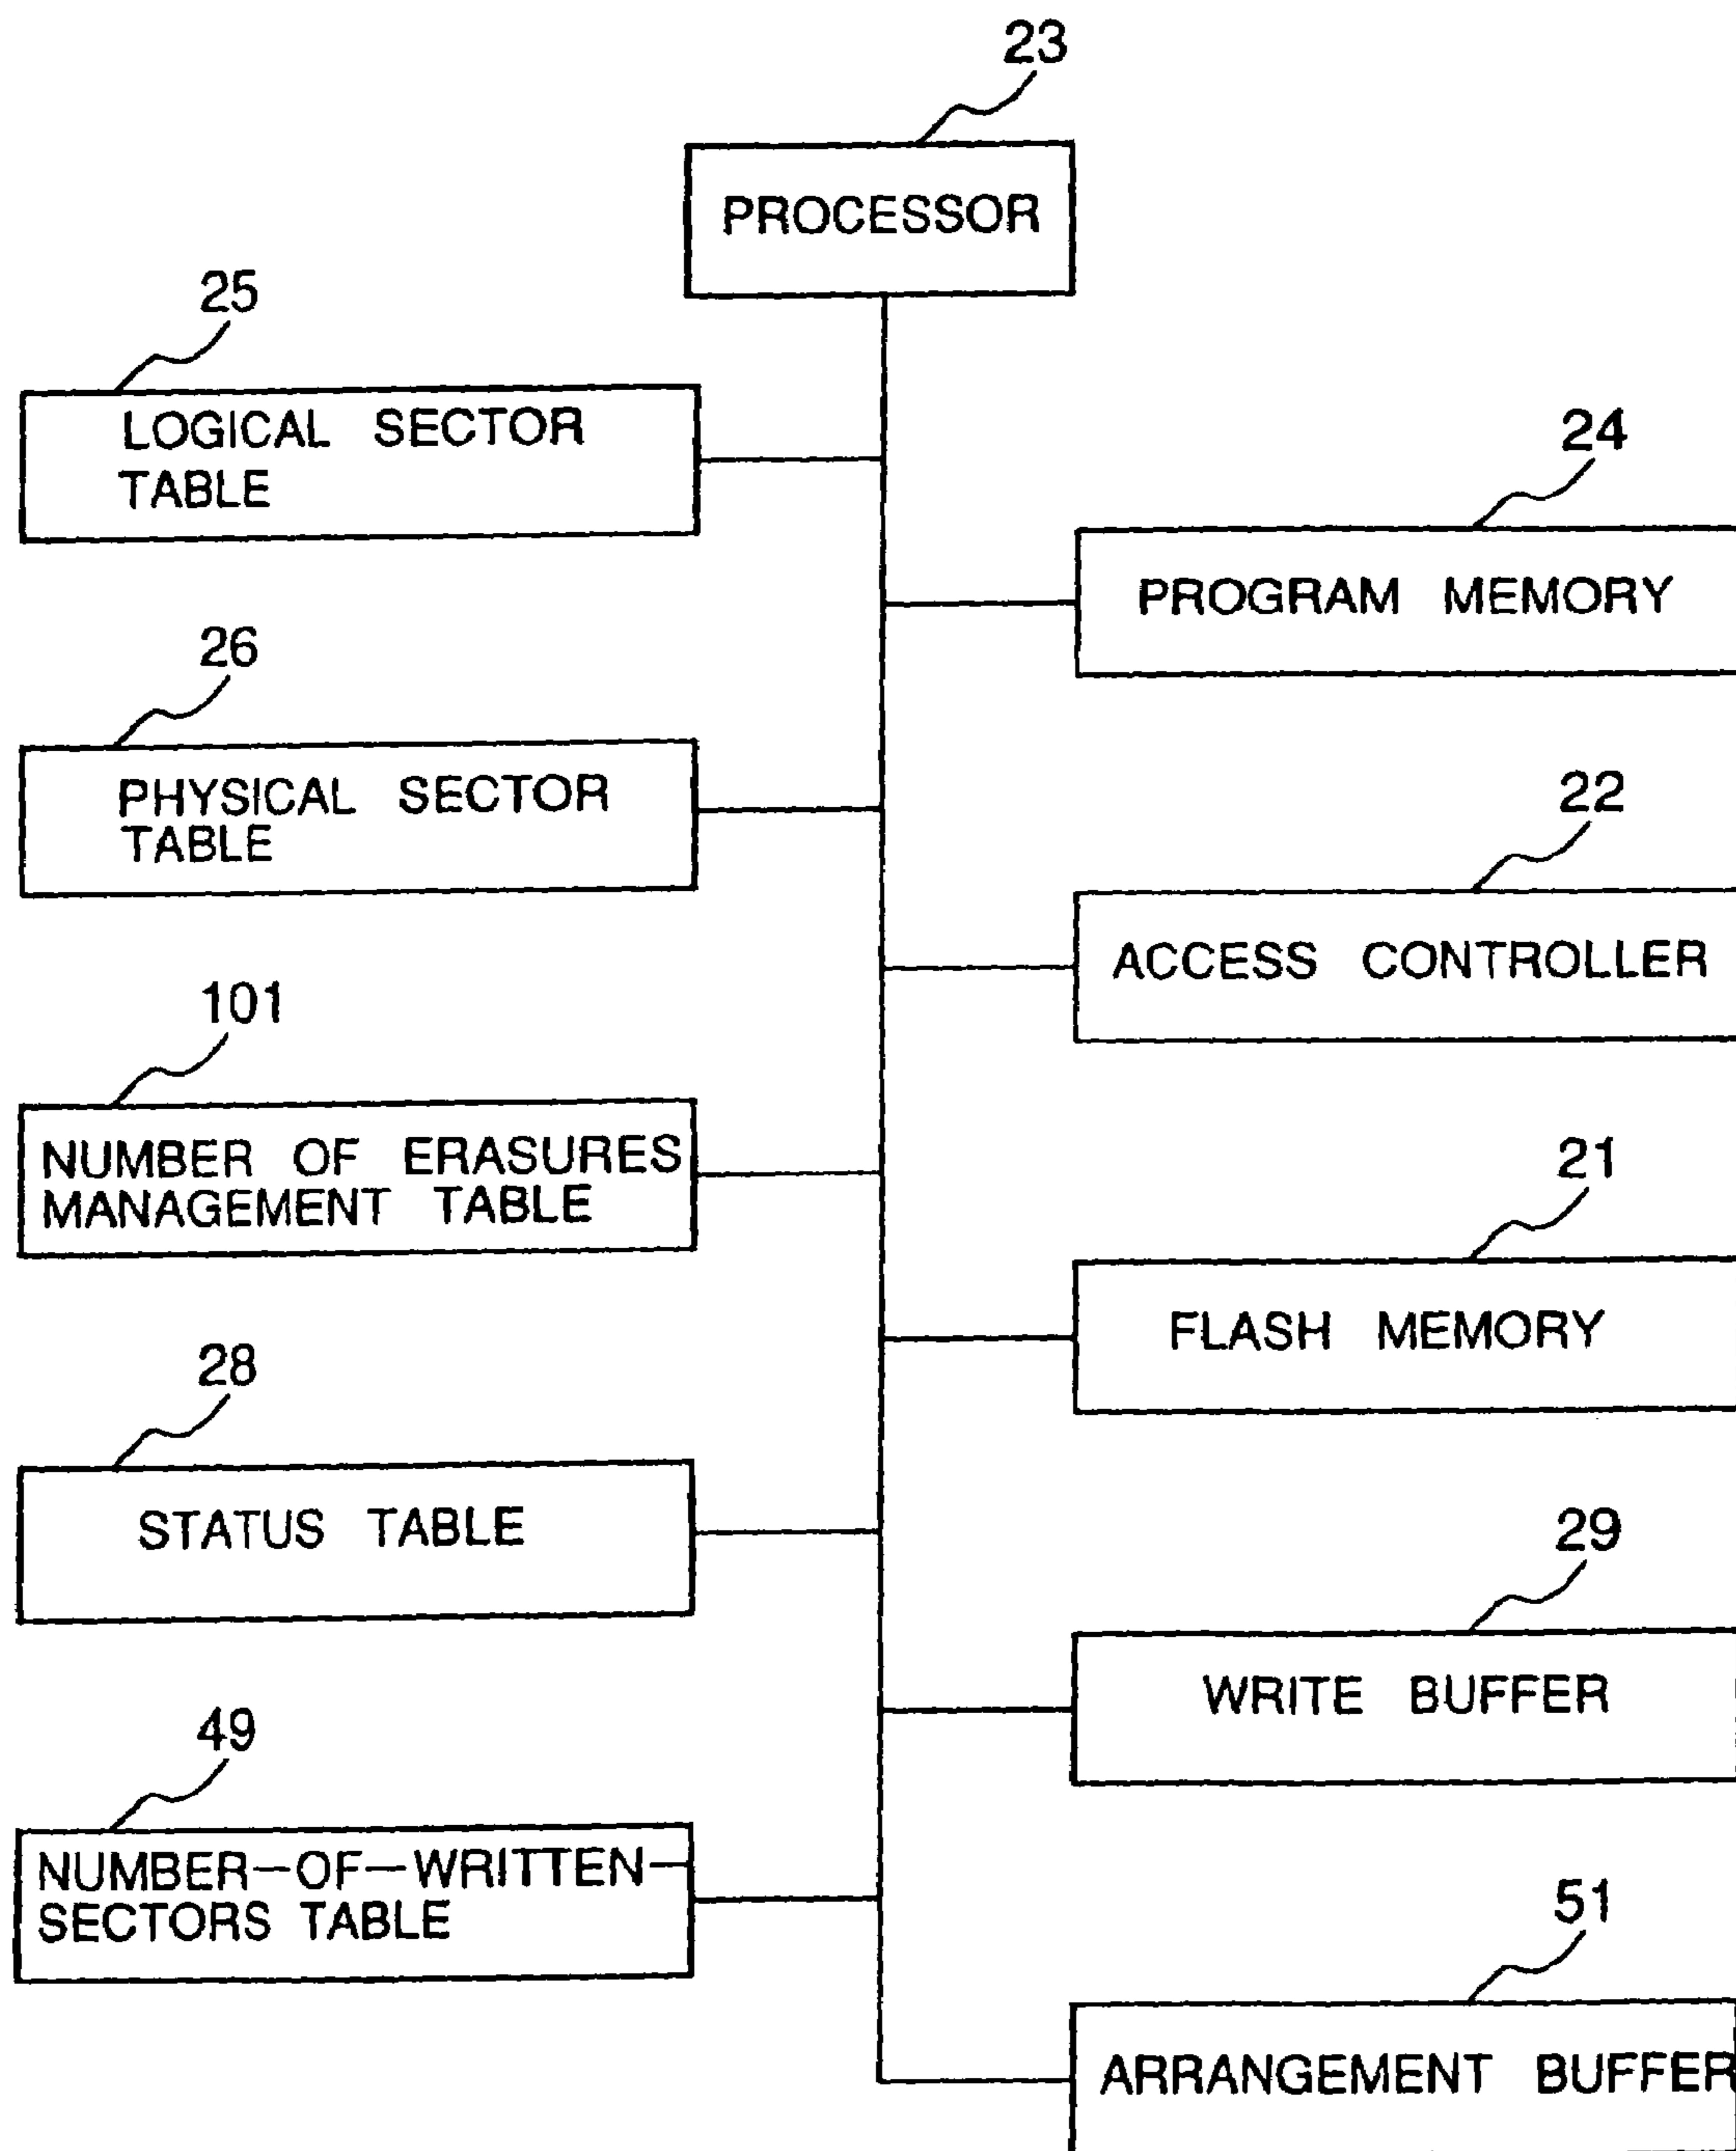 23
PROCESSOR
25
LOGICAL SECTOR
TABLE
24
PROGRAM MEMORY
26
PHYSICAL SECTOR
TABLE
22
ACCESS CONTROLLER
101
NUMBER OF ERASURES
MANAGEMENT TABLE
21
FLASH MEMORY
28
STATUS TABLE
29
WRITE BUFFER
49
NUMBER-OF-WRITTEN-
SECTORS TABLE
51
ARRANGEMENT BUFFER